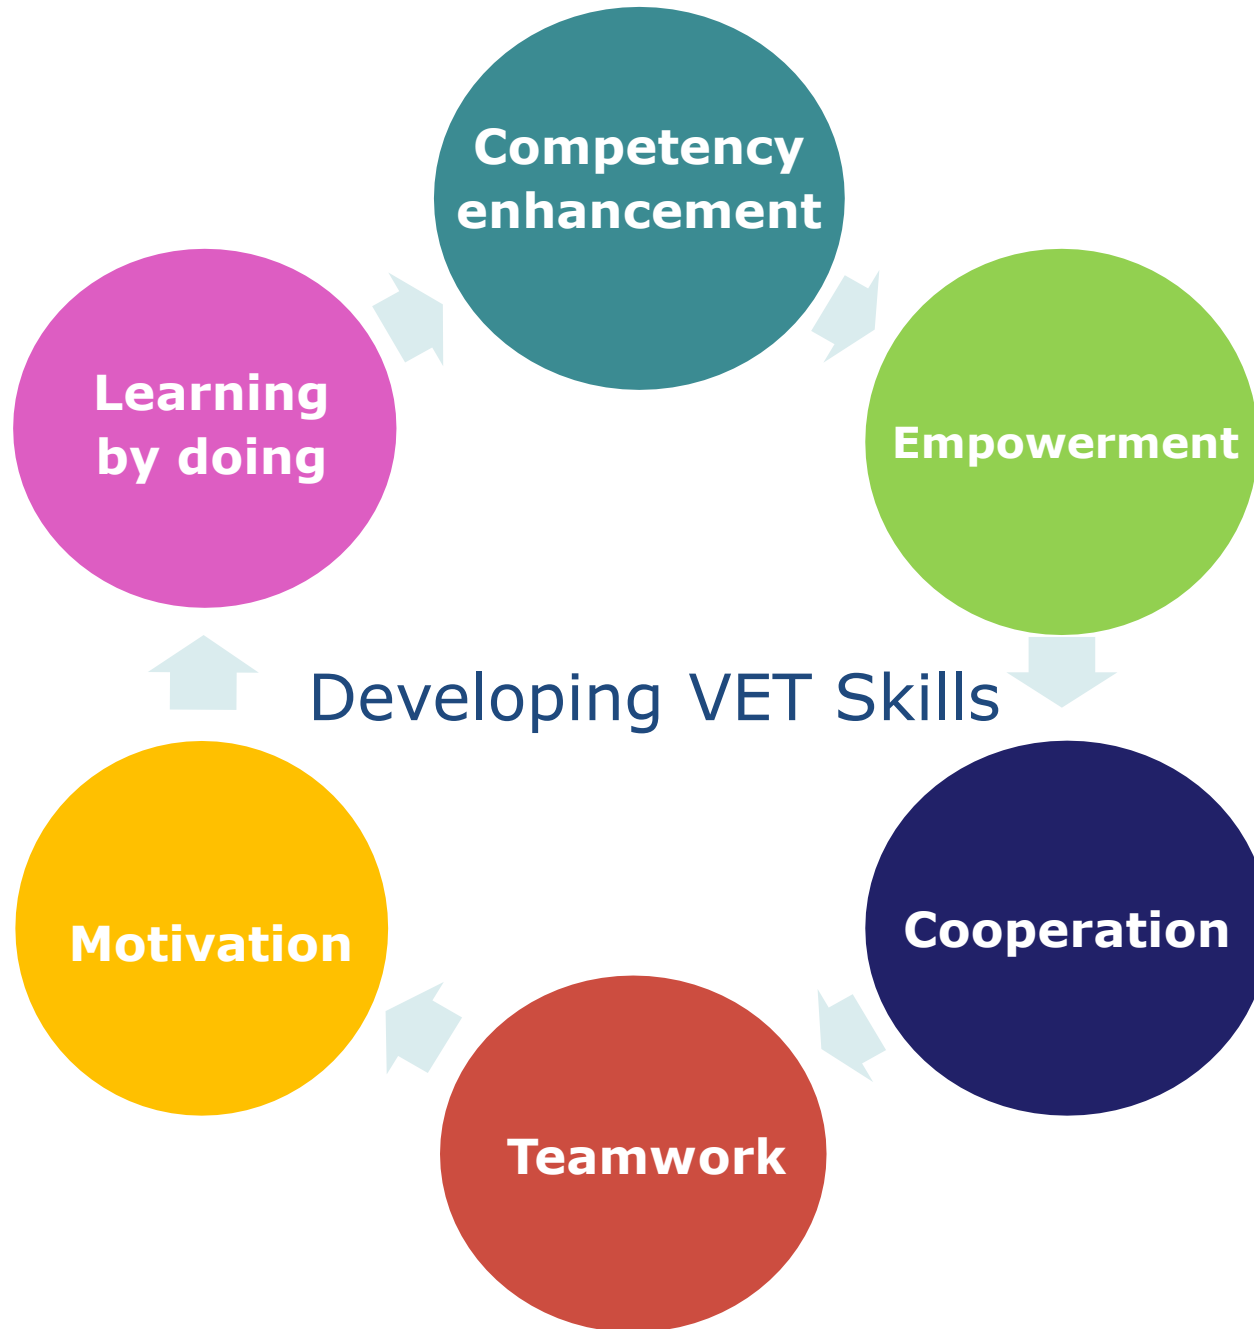 Competency
enhancement
Empowerment
Learning
by doing
Developing VET Skills
Cooperation
Motivation
Teamwork